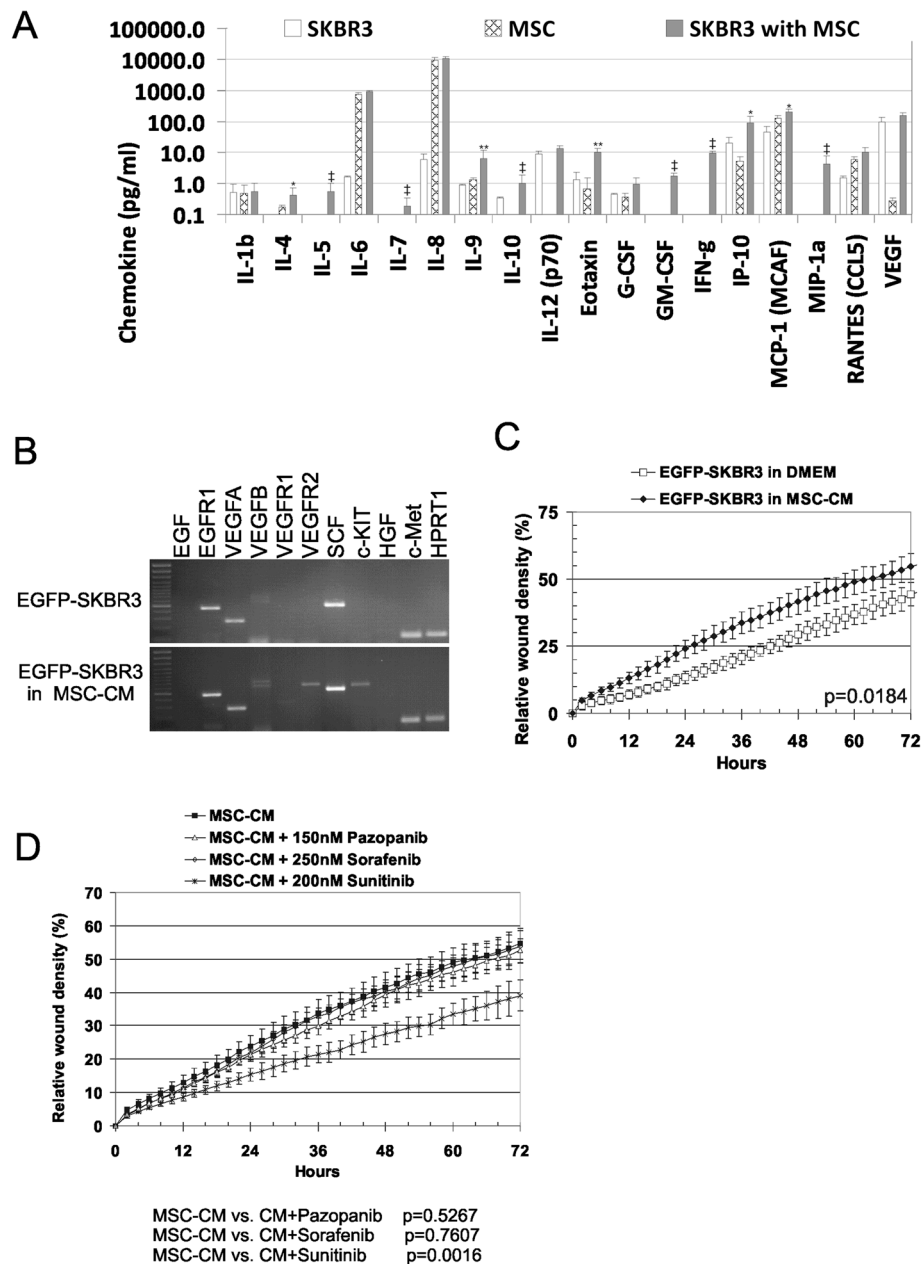 A
SKBR3 MSC SKBR3 with MSC
Chemokine (pg/ml)
100000.0
10000.0
1000.0
100.0
10.0
1.0
0.1
* ‡ ‡ ** ‡ ** ‡ ‡ * * ‡
IL-1b IL-4 IL-5 IL-6 IL-7 IL-8 IL-9 IL-10 IL-12 (p70) Eotaxin G-CSF GM-CSF IFN-g IP-10 MCP-1 (MCAF) MIP-1a RANTES (CCL5) VEGF
B
EGF EGFR1 VEGFA VEGFB VEGFR1 VEGFR2 SCF c-KIT HGF c-Met HPRT1
EGFP-SKBR3
EGFP-SKBR3
in MSC-CM
C
EGFP-SKBR3 in DMEM
EGFP-SKBR3 in MSC-CM
Relative wound density (%)
75
50
25
0
p=0.0184
0 12 24 36 48 60 72
Hours
D
MSC-CM
MSC-CM + 150nM Pazopanib
MSC-CM + 250nM Sorafenib
MSC-CM + 200nM Sunitinib
Relative wound density (%)
70
60
50
40
30
20
10
0
0 12 24 36 48 60 72
Hours
MSC-CM vs. CM+Pazopanib p=0.5267
MSC-CM vs. CM+Sorafenib p=0.7607
MSC-CM vs. CM+Sunitinib p=0.0016